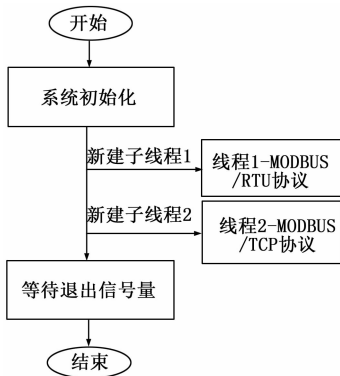 开始
系统初始化
新建子线程1
线程1-MODBUS
/RTU协议
新建子线程2
线程2-MODBUS
/TCP协议
等待退出信号量
结束